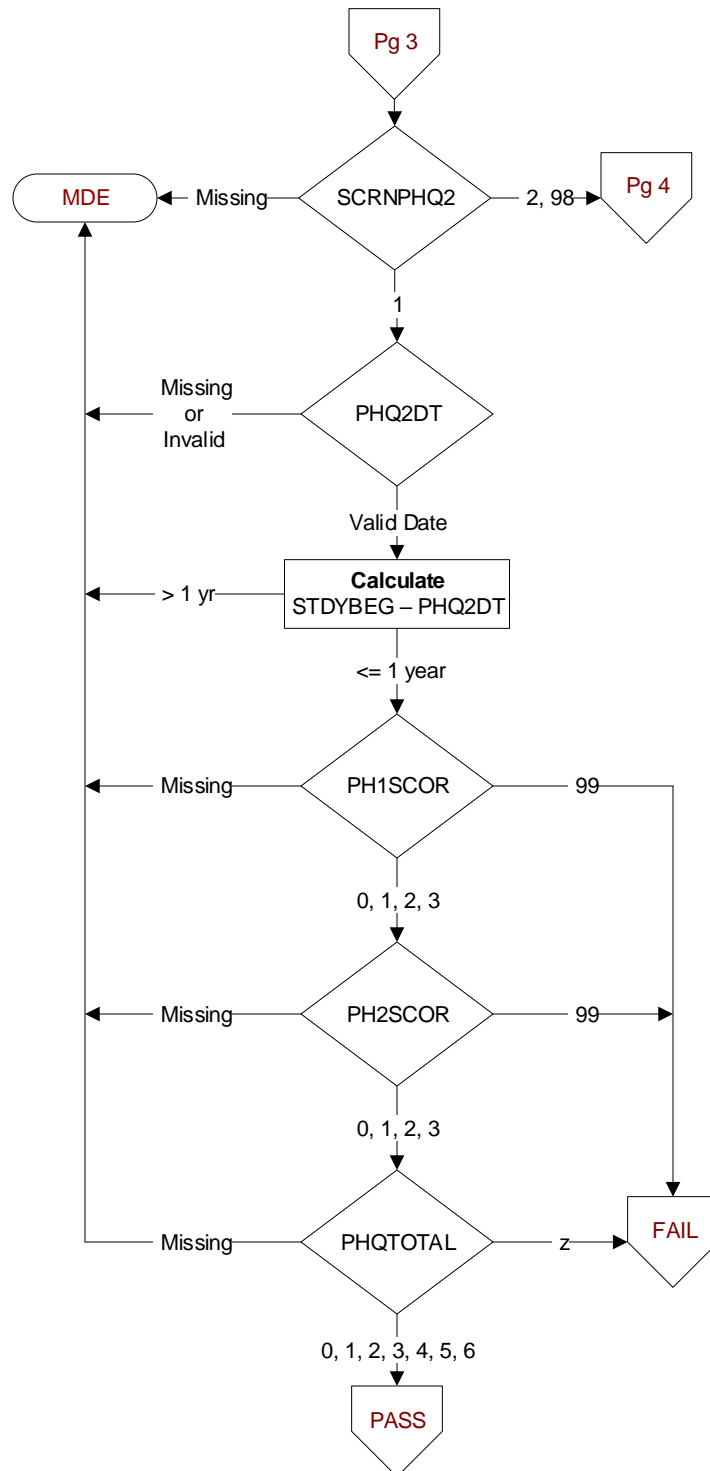 Pg 3
MDE
Missing
SCRNPHQ2
2, 98
Pg 4
1
Missing
or
Invalid
PHQ2DT
Valid Date
> 1 yr
Calculate
STDYBEG – PHQ2DT
<= 1 year
Missing
PH1SCOR
99
0, 1, 2, 3
Missing
PH2SCOR
99
0, 1, 2, 3
Missing
PHQTOTAL
z
FAIL
0, 1, 2, 3, 4, 5, 6
PASS